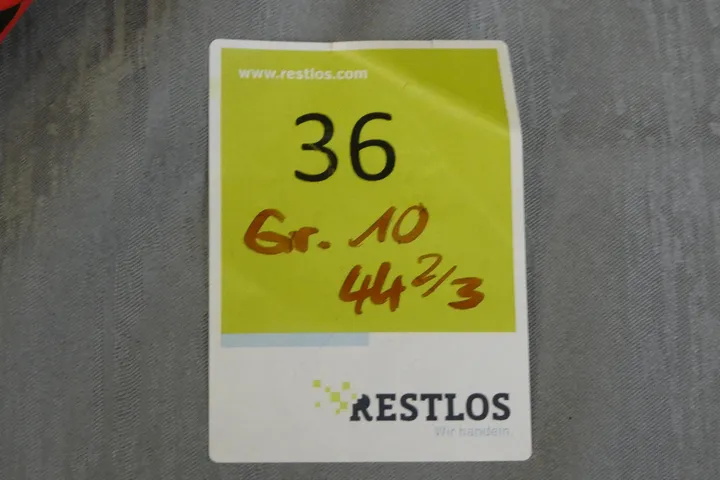 www.restlos.com
36
Gr. 10
44 2/3
RESTLOS
Wir handeln.